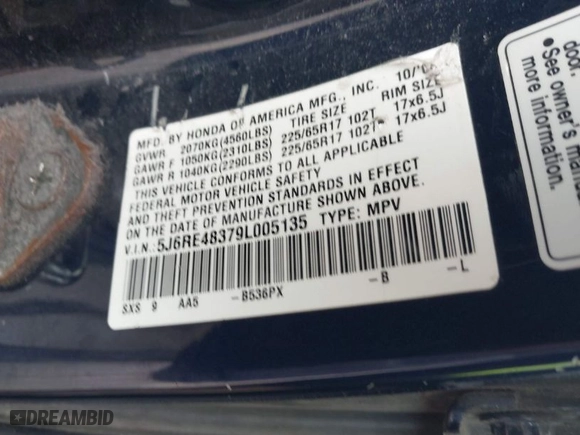 MFD. BY HONDA OF AMERICA MFG., INC. 10/'0
TIRE SIZE RIM SIZE
GVWR 2070KG(4560LBS)
GAWR F 1050KG(2310LBS) 225/65R17 102T 17x6.5J
GAWR R 1040KG(2290LBS) 225/65R17 102T 17x6.5J
THIS VEHICLE CONFORMS TO ALL APPLICABLE
FEDERAL MOTOR VEHICLE SAFETY
AND THEFT PREVENTION STANDARDS IN EFFECT
ON THE DATE OF MANUFACTURE SHOWN ABOVE.
V.I.N: 5J6RE48379L005135 TYPE: MPV
SXS 9 AA5 -B536PX -B -L
door.
● See owner's
more information.
DREAMBID